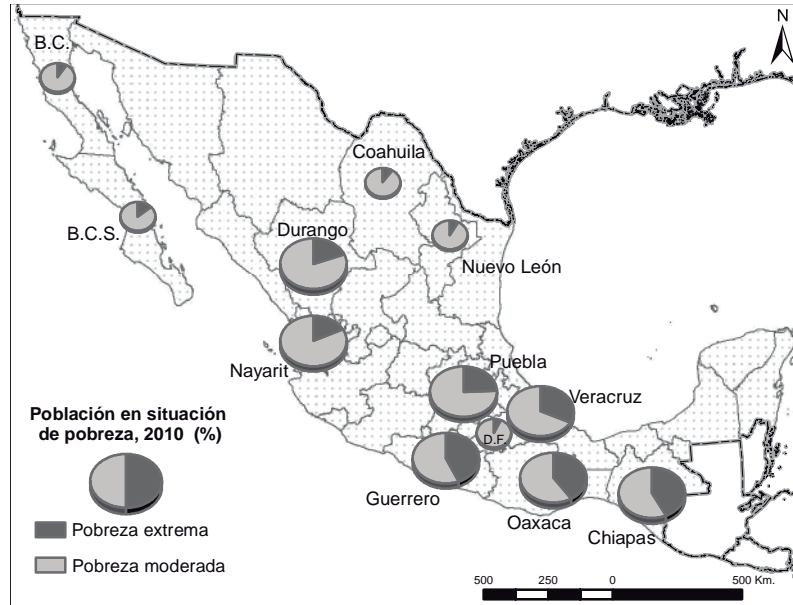 N
B.C.
Coahuila
B.C.S.
Durango
Nuevo León
Nayarit
Puebla
Veracruz
D.F.
Guerrero
Oaxaca
Chiapas
Población en situación
de pobreza, 2010 (%)
Pobreza extrema
Pobreza moderada
500 250 0 500 Km.